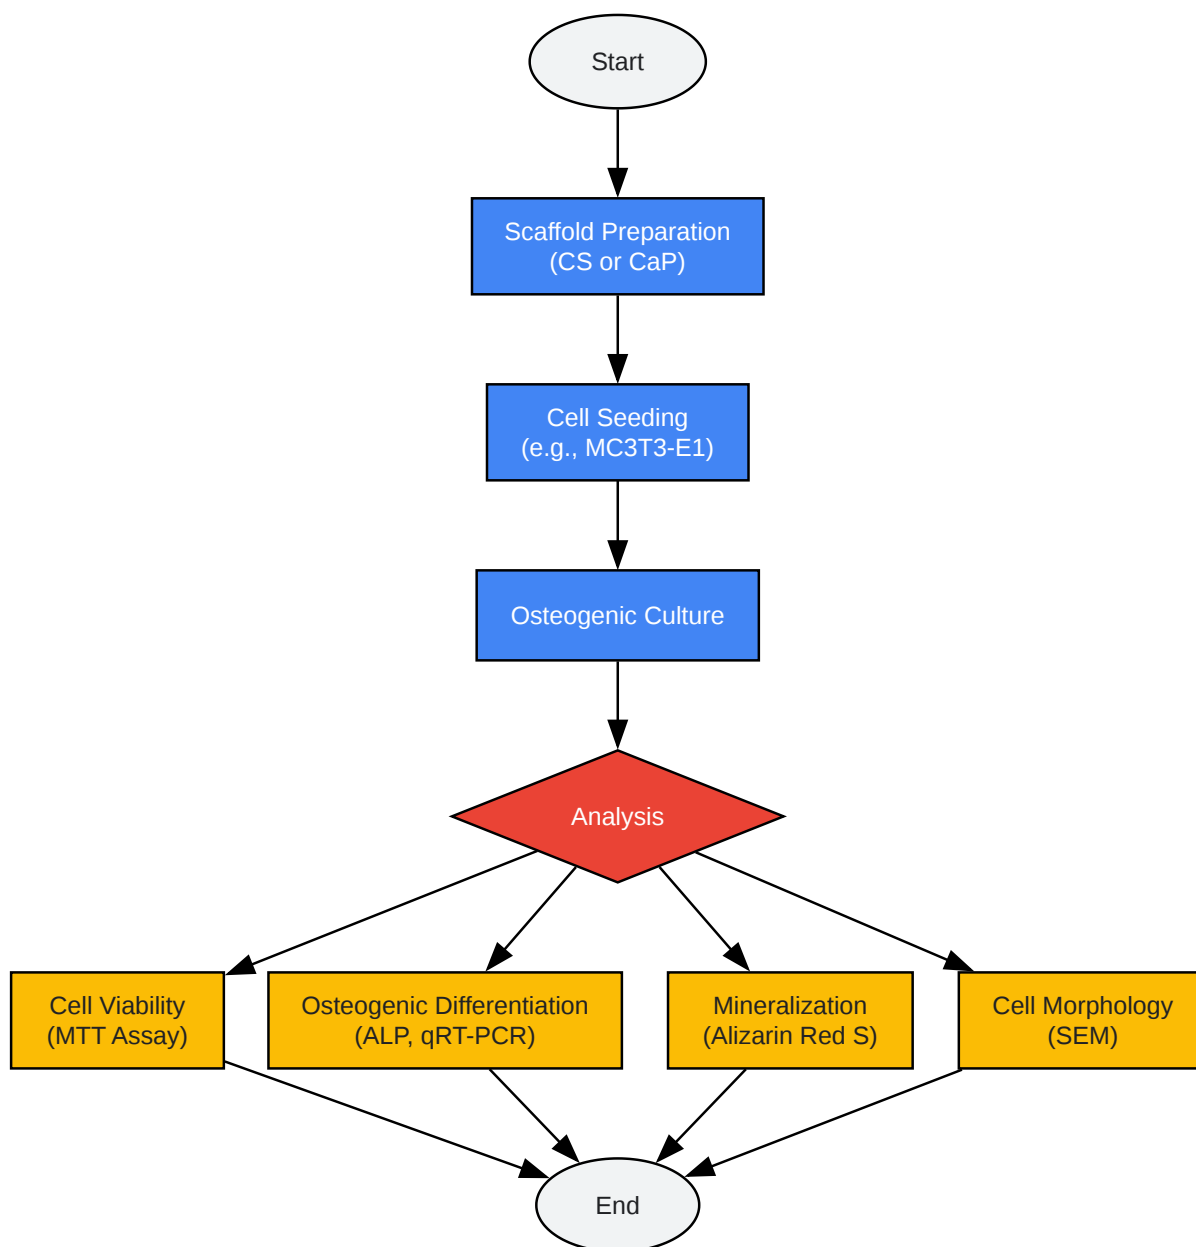 Start
Scaffold Preparation
(CS or CaP)
Cell Seeding
(e.g., MC3T3-E1)
Osteogenic Culture
Analysis
Cell Viability
(MTT Assay)
Osteogenic Differentiation
(ALP, qRT-PCR)
Mineralization
(Alizarin Red S)
Cell Morphology
(SEM)
End